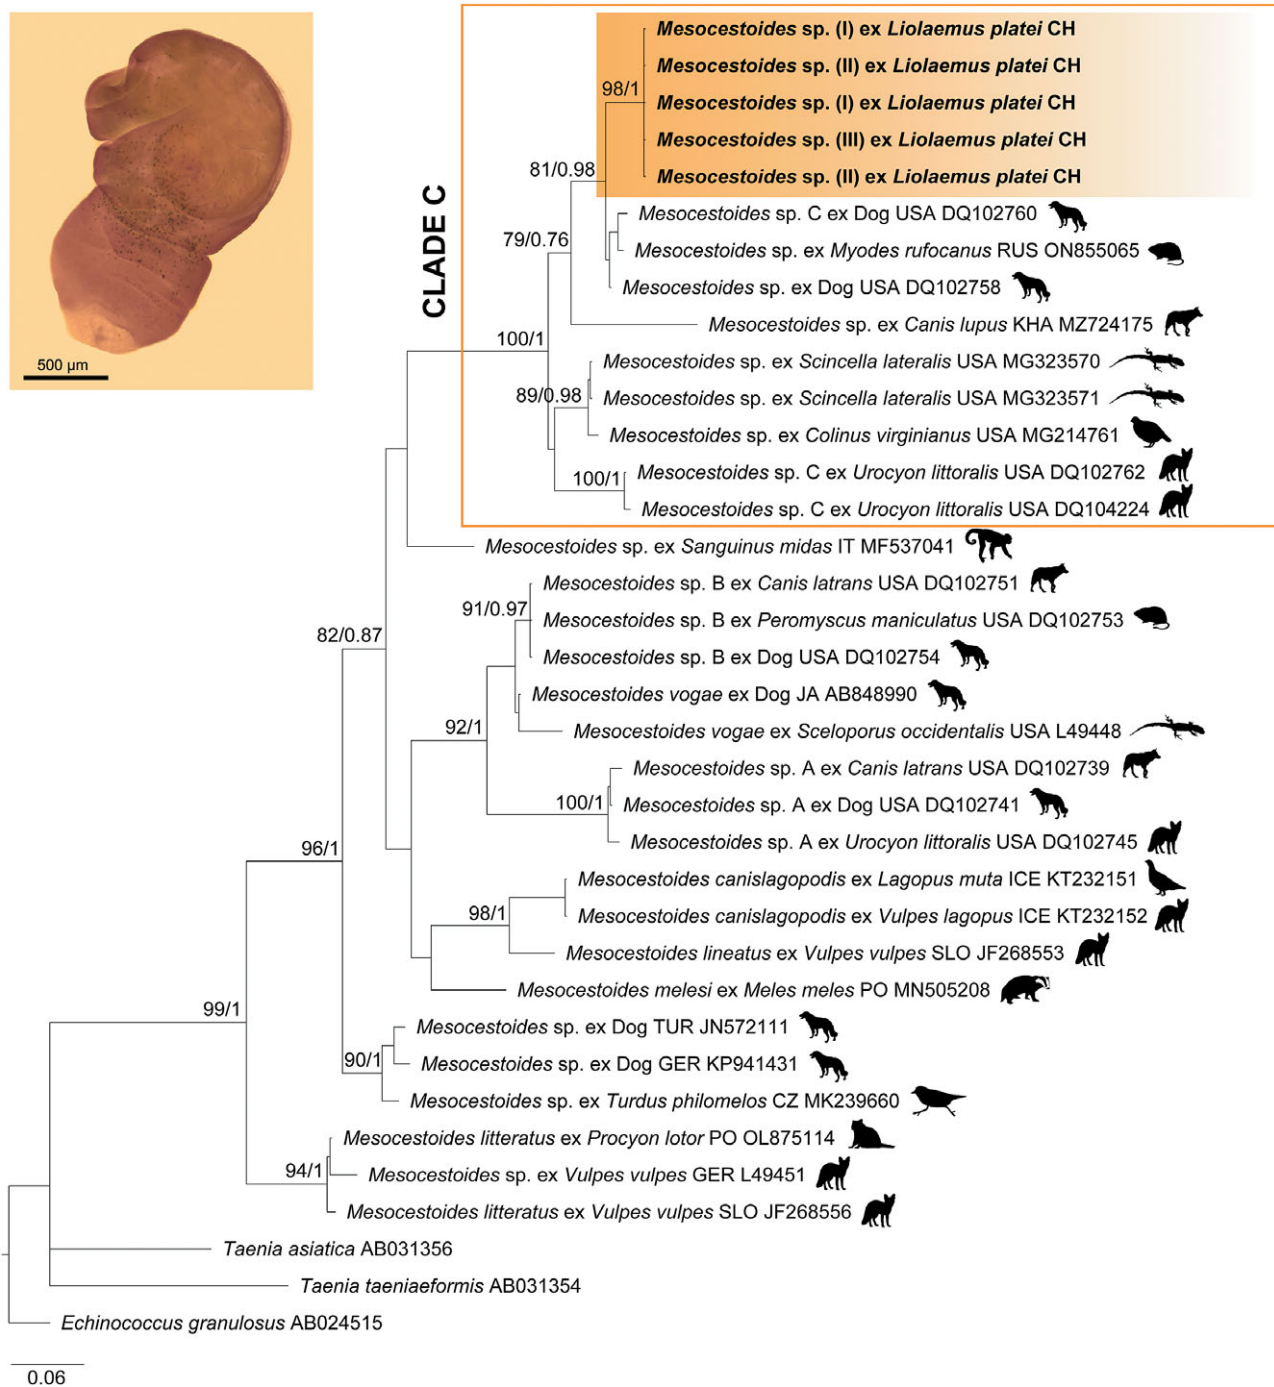 500 µm
CLADE C
Mesocestoides sp. (I) ex Liolaemus platei CH
Mesocestoides sp. (II) ex Liolaemus platei CH
98/1
Mesocestoides sp. (I) ex Liolaemus platei CH
Mesocestoides sp. (III) ex Liolaemus platei CH
81/0.98
Mesocestoides sp. (II) ex Liolaemus platei CH
Mesocestoides sp. C ex Dog USA DQ102760
79/0.76
Mesocestoides sp. ex Myodes rufocanus RUS ON855065
Mesocestoides sp. ex Dog USA DQ102758
Mesocestoides sp. ex Canis lupus KHA MZ724175
100/1
Mesocestoides sp. ex Scincella lateralis USA MG323570
89/0.98
Mesocestoides sp. ex Scincella lateralis USA MG323571
Mesocestoides sp. ex Colinus virginianus USA MG214761
Mesocestoides sp. C ex Urocyon littoralis USA DQ102762
100/1
Mesocestoides sp. C ex Urocyon littoralis USA DQ104224
Mesocestoides sp. ex Sanguinus midas IT MF537041
Mesocestoides sp. B ex Canis latrans USA DQ102751
91/0.97
Mesocestoides sp. B ex Peromyscus maniculatus USA DQ102753
82/0.87
Mesocestoides sp. B ex Dog USA DQ102754
Mesocestoides vogae ex Dog JA AB848990
92/1
Mesocestoides vogae ex Sceloporus occidentalis USA L49448
Mesocestoides sp. A ex Canis latrans USA DQ102739
100/1
Mesocestoides sp. A ex Dog USA DQ102741
Mesocestoides sp. A ex Urocyon littoralis USA DQ102745
96/1
Mesocestoides canislagopodis ex Lagopus muta ICE KT232151
98/1
Mesocestoides canislagopodis ex Vulpes lagopus ICE KT232152
Mesocestoides lineatus ex Vulpes vulpes SLO JF268553
Mesocestoides melesi ex Meles meles PO MN505208
99/1
Mesocestoides sp. ex Dog TUR JN572111
90/1
Mesocestoides sp. ex Dog GER KP941431
Mesocestoides sp. ex Turdus philomelos CZ MK239660
Mesocestoides litteratus ex Procyon lotor PO OL875114
94/1
Mesocestoides sp. ex Vulpes vulpes GER L49451
Mesocestoides litteratus ex Vulpes vulpes SLO JF268556
Taenia asiatica AB031356
Taenia taeniaeformis AB031354
Echinococcus granulosus AB024515
0.06